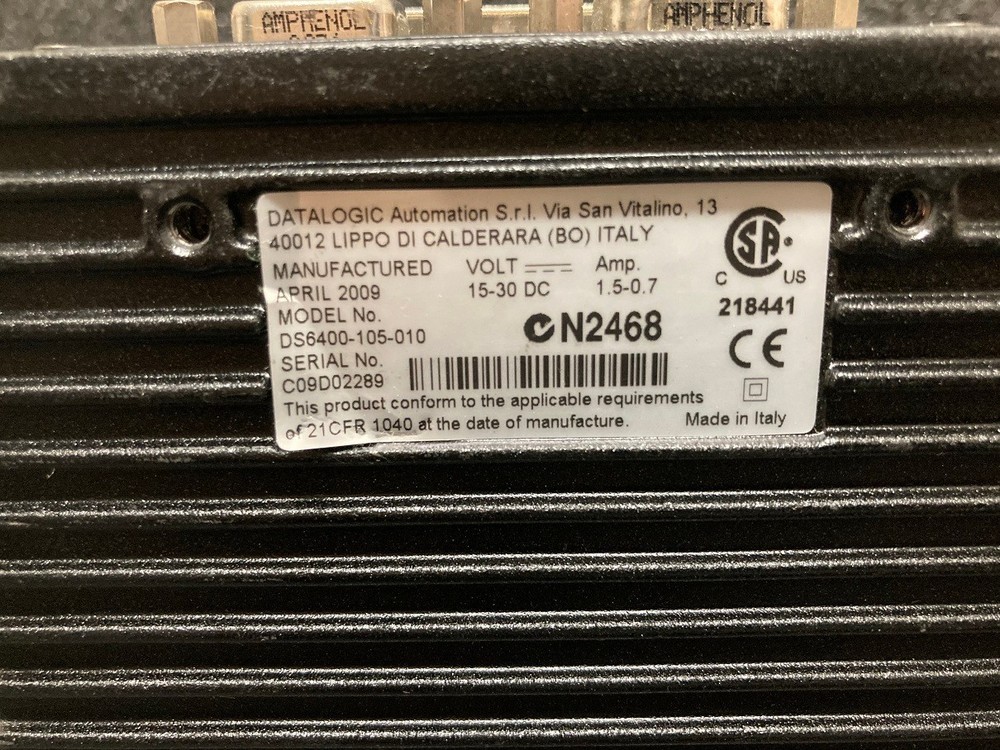 AMPHENOL
AMPHENOL
DATALOGIC Automation S.r.l. Via San Vitalino, 13
40012 LIPPO DI CALDERARA (BO) ITALY
MANUFACTURED VOLT Amp.
APRIL 2009 15-30 DC 1.5-0.7
MODEL No.
DS6400-105-010
N2468
SERIAL No.
C09D02289
This product conform to the applicable requirements
of 21CFR 1040 at the date of manufacture.
SA
C US
218441
CE
Made in Italy